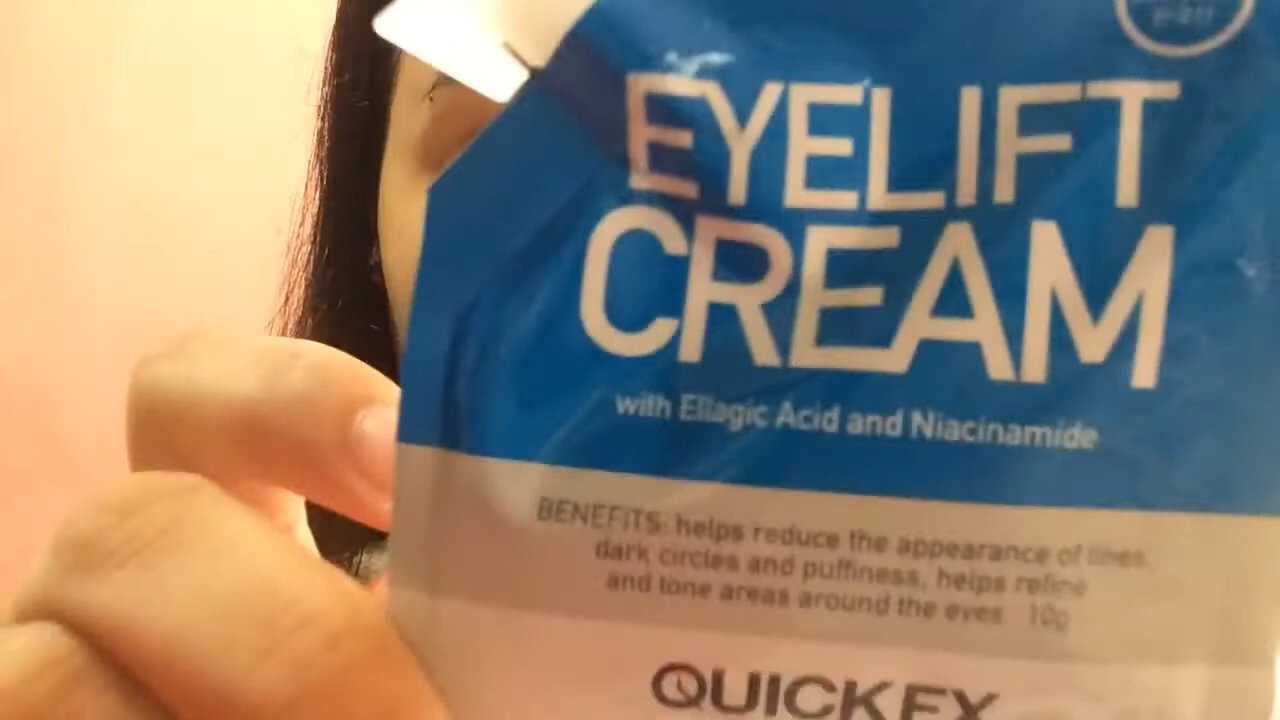 EYELIFT
CREAM
with Ellagic Acid and Niacinamide
BENEFITS: helps reduce the appearance of lines,
dark circles and puffiness, helps refine
and tone areas around the eyes 10g
QUICKFX